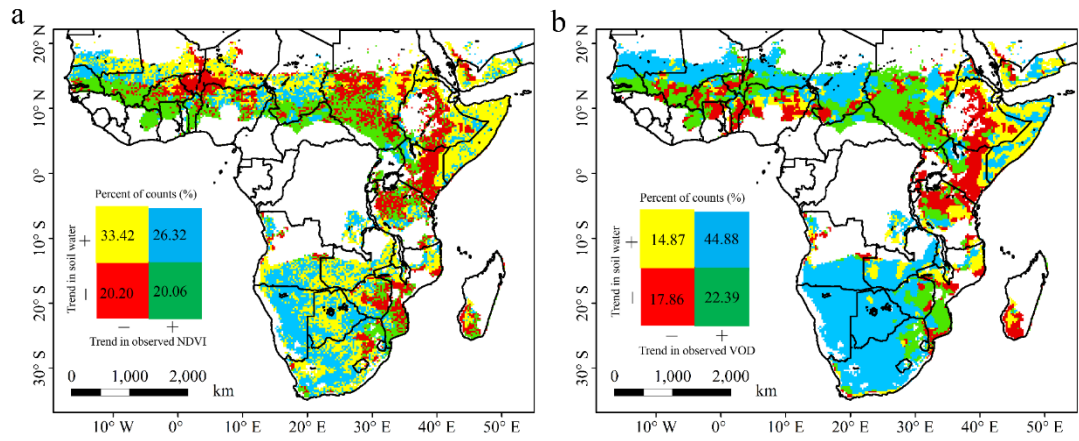 a
20° N
10° N
0°
10° S
20° S
30° S
Percent of counts (%)
Trend in soil water
+
33.42 26.32
—
20.20 20.06
— +
Trend in observed NDVI
0 1,000 2,000
km
10° W 0° 10° E 20° E 30° E 40° E 50° E
b
20° N
10° N
0°
10° S
20° S
30° S
Percent of counts (%)
Trend in soil water
+
14.87 44.88
—
17.86 22.39
— +
Trend in observed VOD
0 1,000 2,000
km
10° W 0° 10° E 20° E 30° E 40° E 50° E